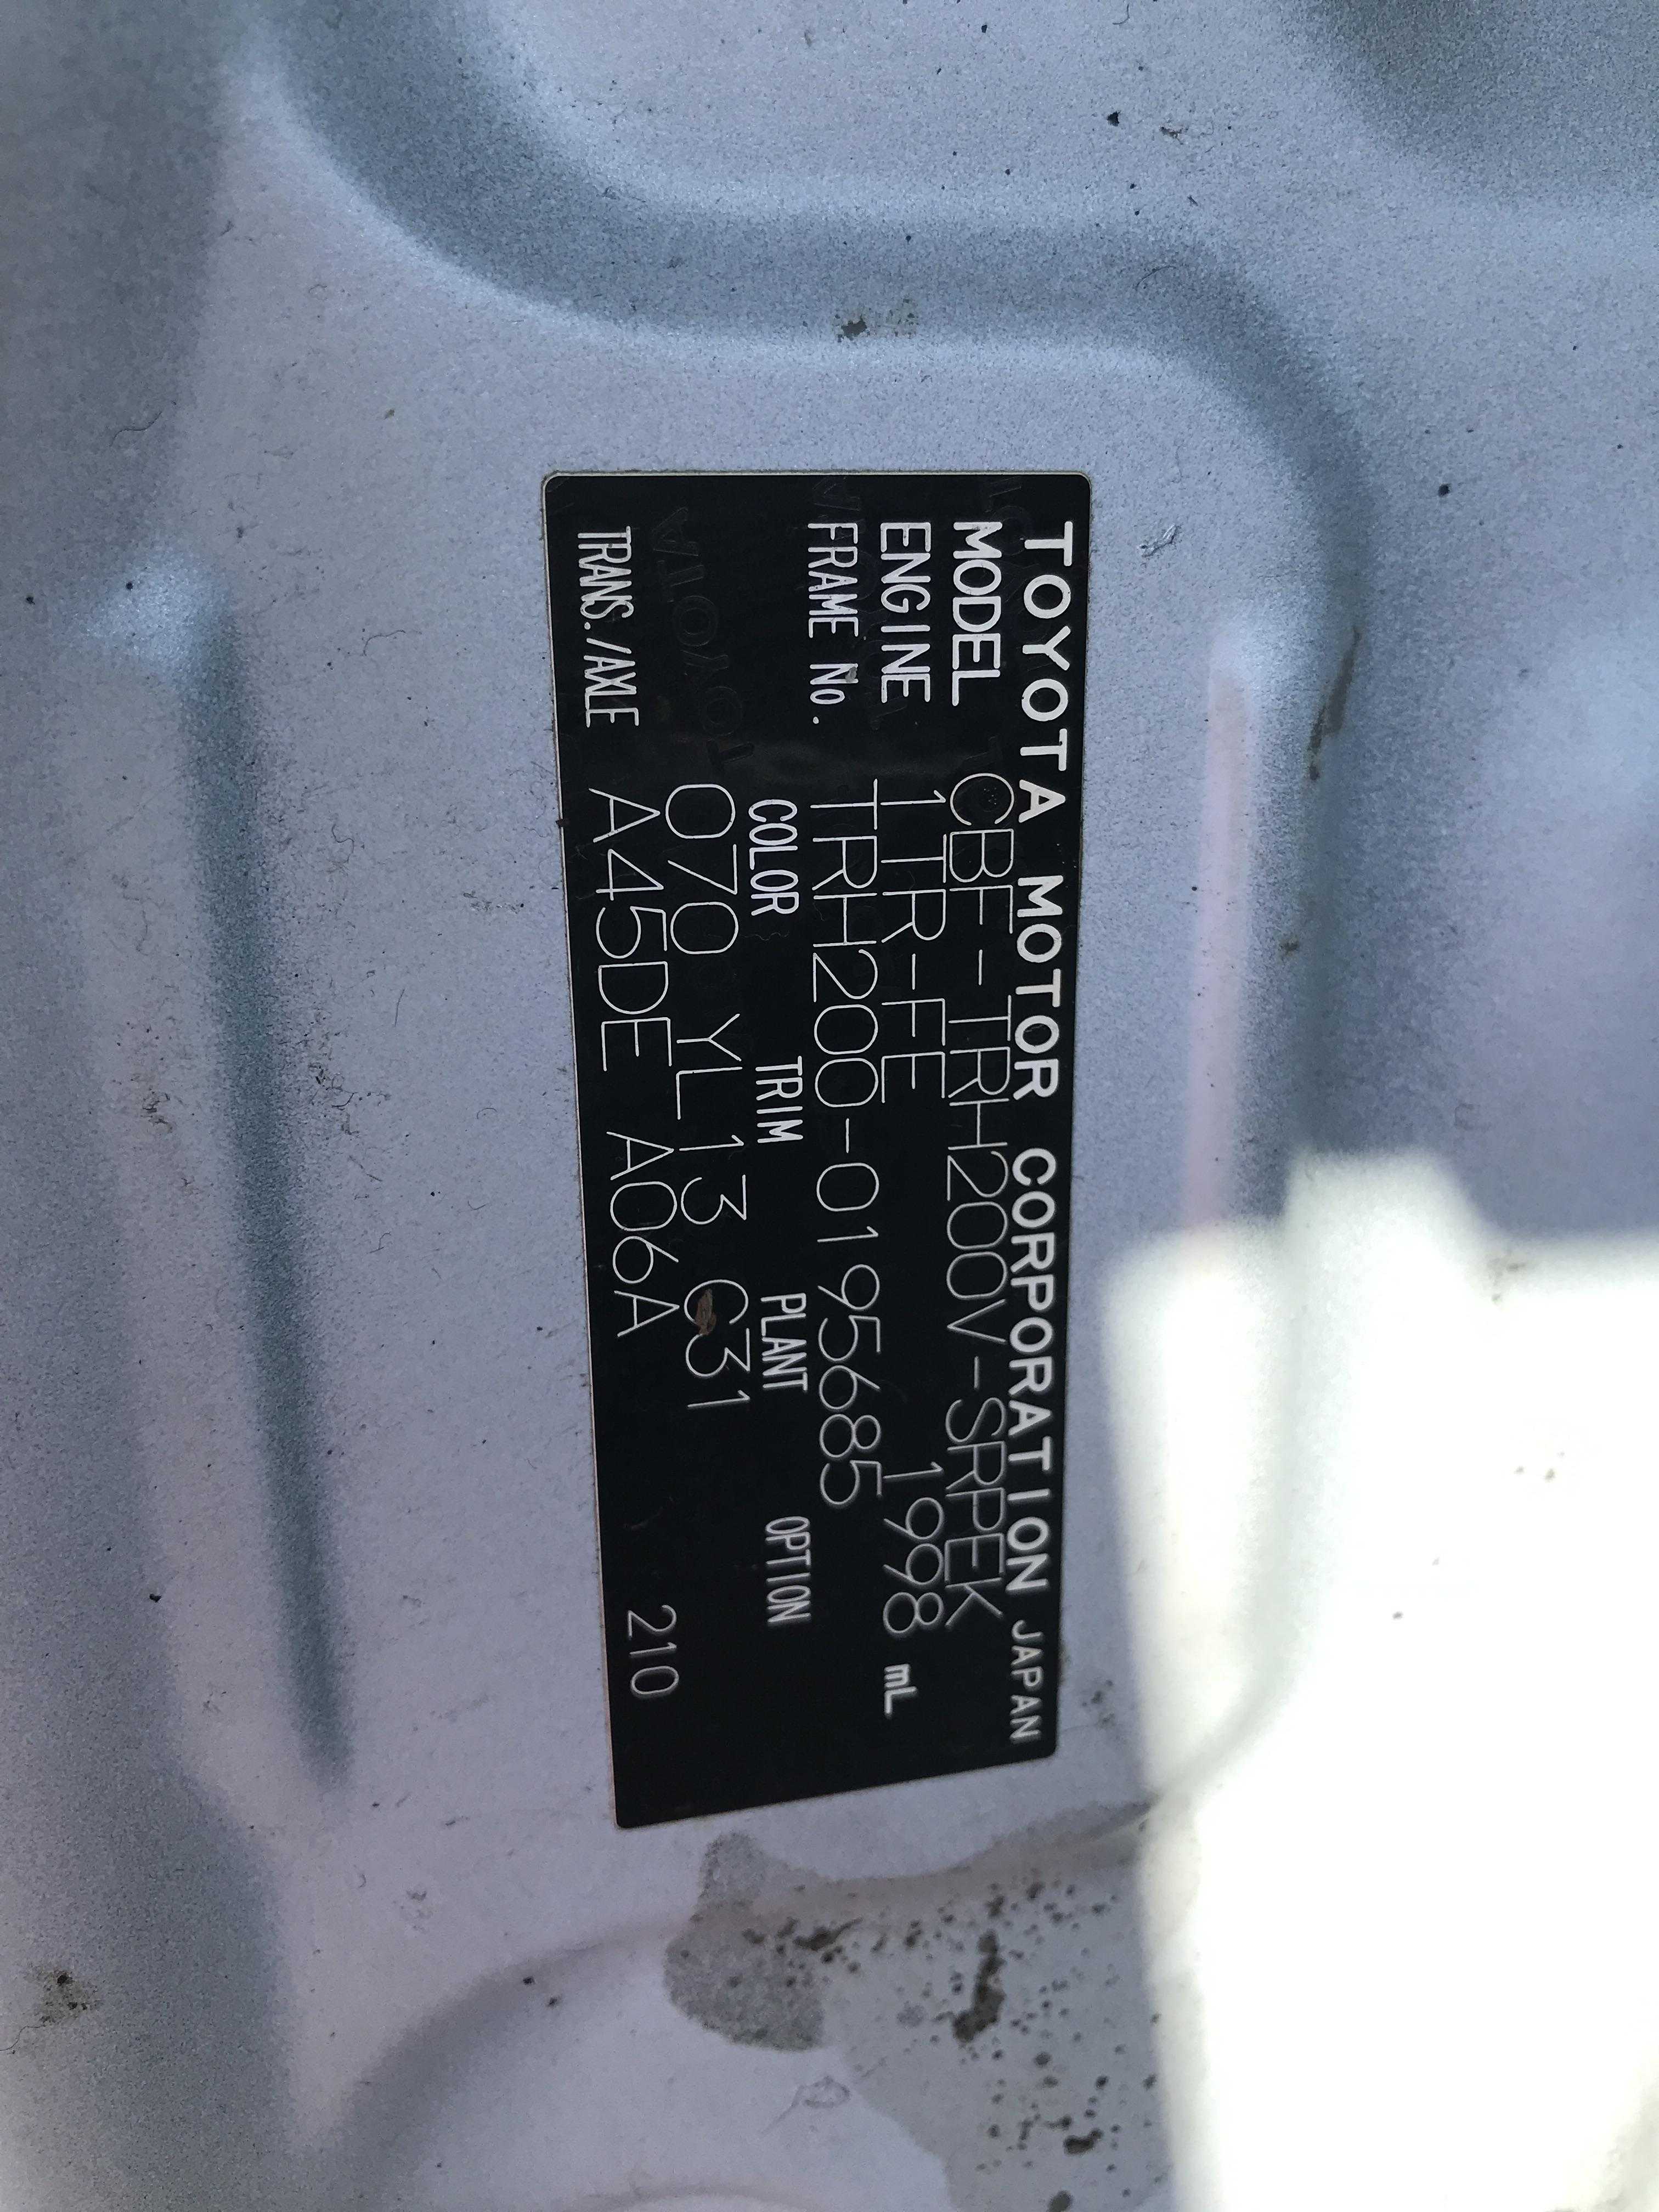 TOYOTA MOTOR CORPORATION JAPAN
MODEL CBF-TRH200V-SRPEK
ENGINE 1TR-FE 1998 mL
FRAME No. TRH200-0195685
COLOR TRIM PLANT OPTION
070 YL13 C31
TRANS./AXLE A45DE A06A 210